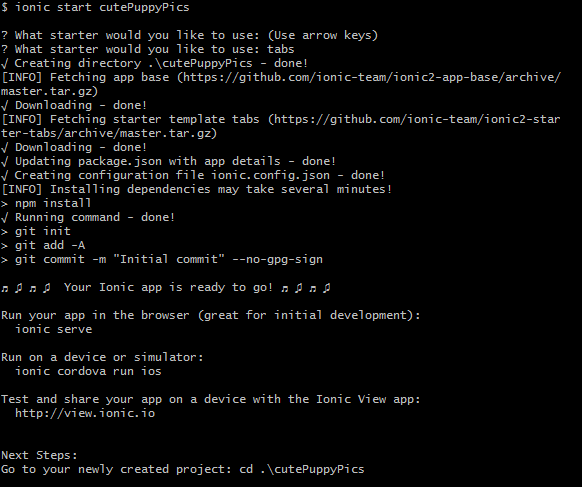 $ ionic start cutePuppyPics
? What starter would you like to use: (Use arrow keys)
? What starter would you like to use: tabs
√ Creating directory .\cutePuppyPics - done!
[INFO] Fetching app base (https://github.com/ionic-team/ionic2-app-base/archive/
master.tar.gz)
√ Downloading - done!
[INFO] Fetching starter template tabs (https://github.com/ionic-team/ionic2-star
ter-tabs/archive/master.tar.gz)
√ Downloading - done!
√ Updating package.json with app details - done!
√ Creating configuration file ionic.config.json - done!
[INFO] Installing dependencies may take several minutes!
> npm install
√ Running command - done!
> git init
> git add -A
> git commit -m "Initial commit" --no-gpg-sign
♬ ♫ ♬ ♫  Your Ionic app is ready to go! ♬ ♫ ♬ ♫
Run your app in the browser (great for initial development):
  ionic serve
Run on a device or simulator:
  ionic cordova run ios
Test and share your app on a device with the Ionic View app:
  http://view.ionic.io
Next Steps:
Go to your newly created project: cd .\cutePuppyPics